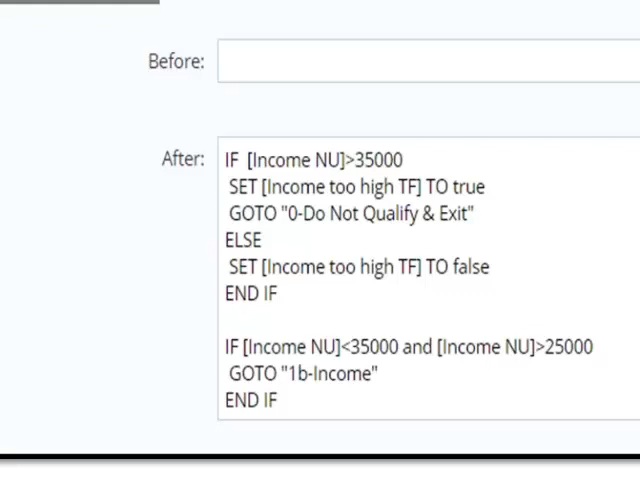 Before:
After:
IF  [Income NU]>35000
SET [Income too high TF] TO true
GOTO "0-Do Not Qualify & Exit"
ELSE
SET [Income too high TF] TO false
END IF
IF [Income NU]<35000 and [Income NU]>25000
GOTO "1b-Income"
END IF